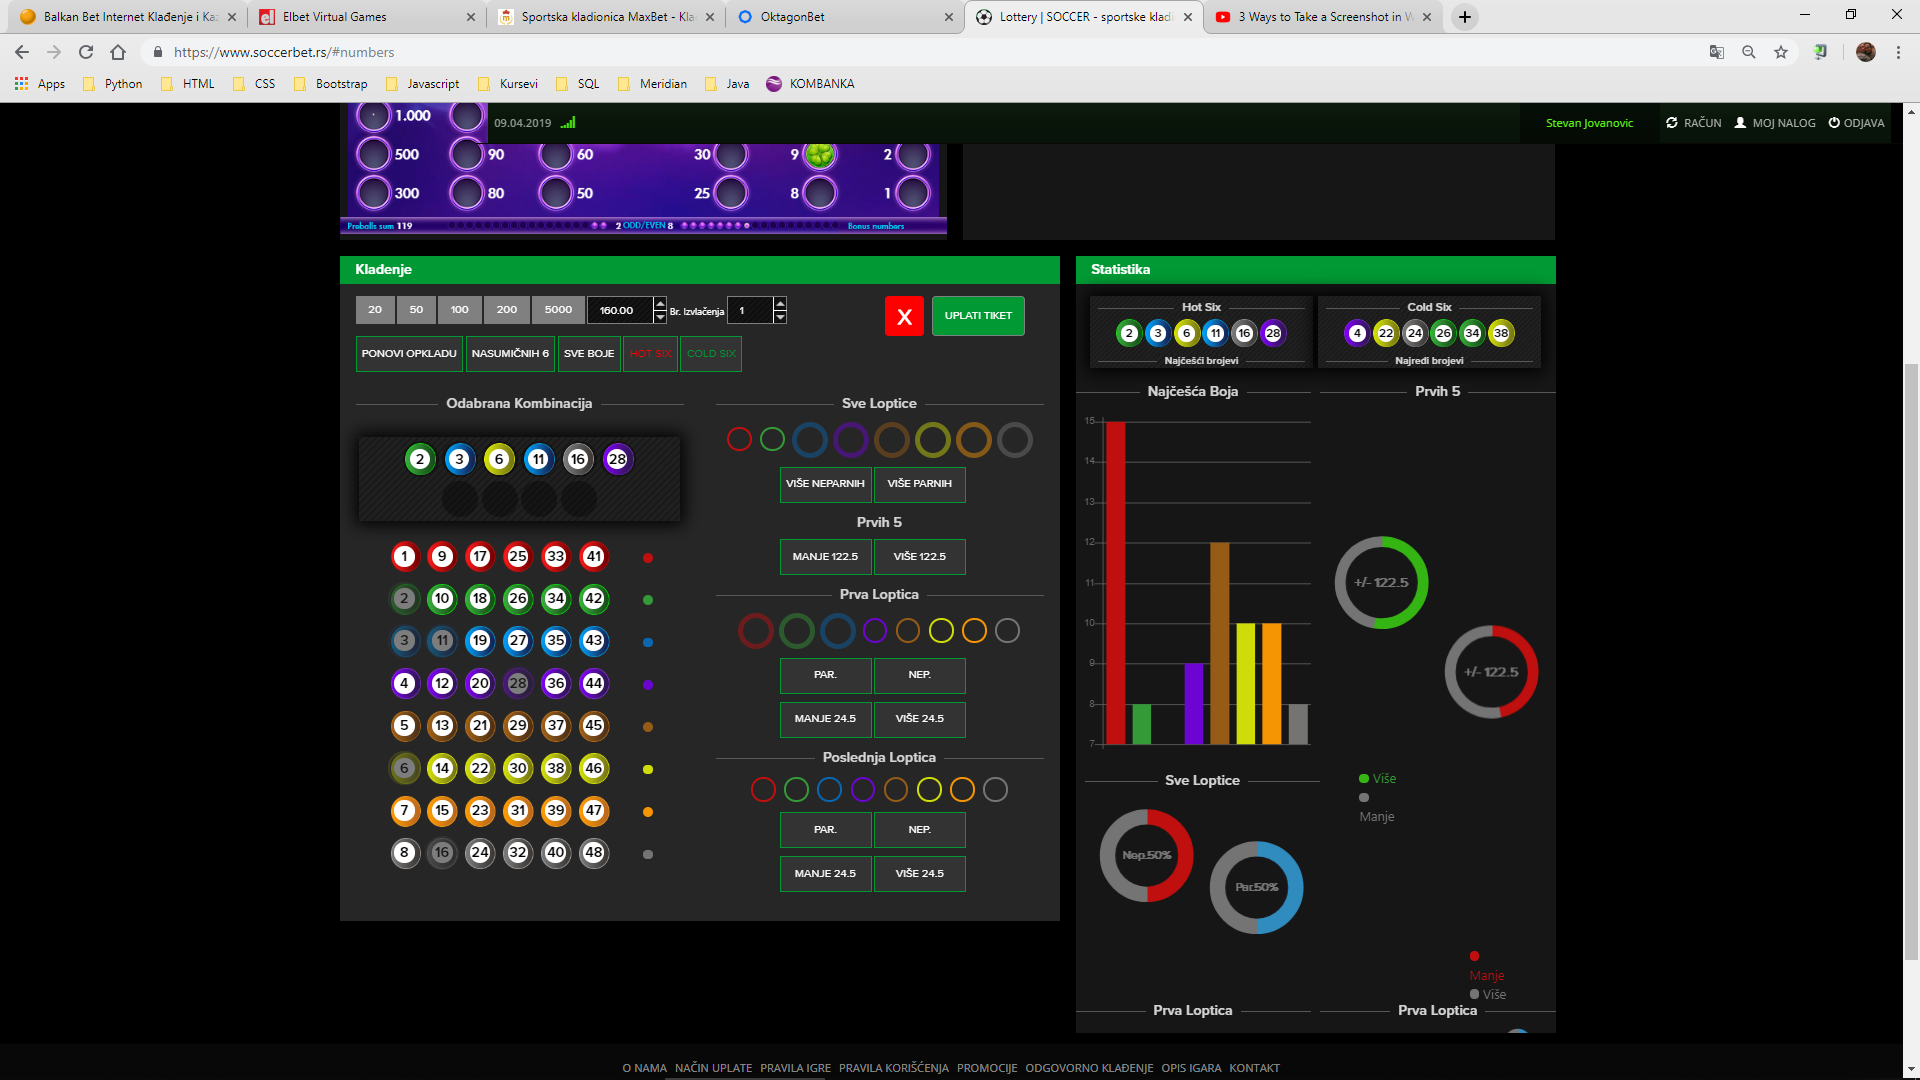 Balkan Bet Internet Klađenje i Kaz
Elbet Virtual Games
Sportska kladionica MaxBet - Kla
OktagonBet
Lottery | SOCCER - sportske kladi
3 Ways to Take a Screenshot in W
https://www.soccerbet.rs/#numbers
Apps Python HTML CSS Bootstrap Javascript Kursevi SQL Meridian Java KOMBANKA
09.04.2019
Stevan Jovanovic RAČUN MOJ NALOG ODJAVA
1.000
500 90 60 30 9 2
300 80 50 25 8 1
Preballs sum 119 2 ODD/EVEN 8 Bonus numbers
Klađenje
20 50 100 200 5000 160.00 Br. Izvlačenja 1 X UPLATI TIKET
PONOVI OPKLADU NASUMIČNIH 6 SVE BOJE HOT SIX COLD SIX
Odabrana Kombinacija
2 3 6 11 16 28
1 9 17 25 33 41
2 10 18 26 34 42
3 11 19 27 35 43
4 12 20 28 36 44
5 13 21 29 37 45
6 14 22 30 38 46
7 15 23 31 39 47
8 16 24 32 40 48
Sve Loptice
VIŠE NEPARNIH VIŠE PARNIH
Prvih 5
MANJE 122.5 VIŠE 122.5
Prva Loptica
PAR. NEP.
MANJE 24.5 VIŠE 24.5
Poslednja Loptica
PAR. NEP.
MANJE 24.5 VIŠE 24.5
Statistika
Hot Six
2 3 6 11 16 28
Najčešći brojevi
Cold Six
4 22 24 26 34 38
Najređi brojevi
Najčešća Boja
15
14
13
12
11
10
9
8
7
Prvih 5
+/- 122.5
+/- 122.5
Više
Manje
Manje
Više
Sve Loptice
Nep.50%
Par.50%
Prva Loptica
Prva Loptica
O NAMA NAČIN UPLATE PRAVILA IGRE PRAVILA KORIŠĆENJA PROMOCIJE ODGOVORNO KLAĐENJE OPIS IGARA KONTAKT